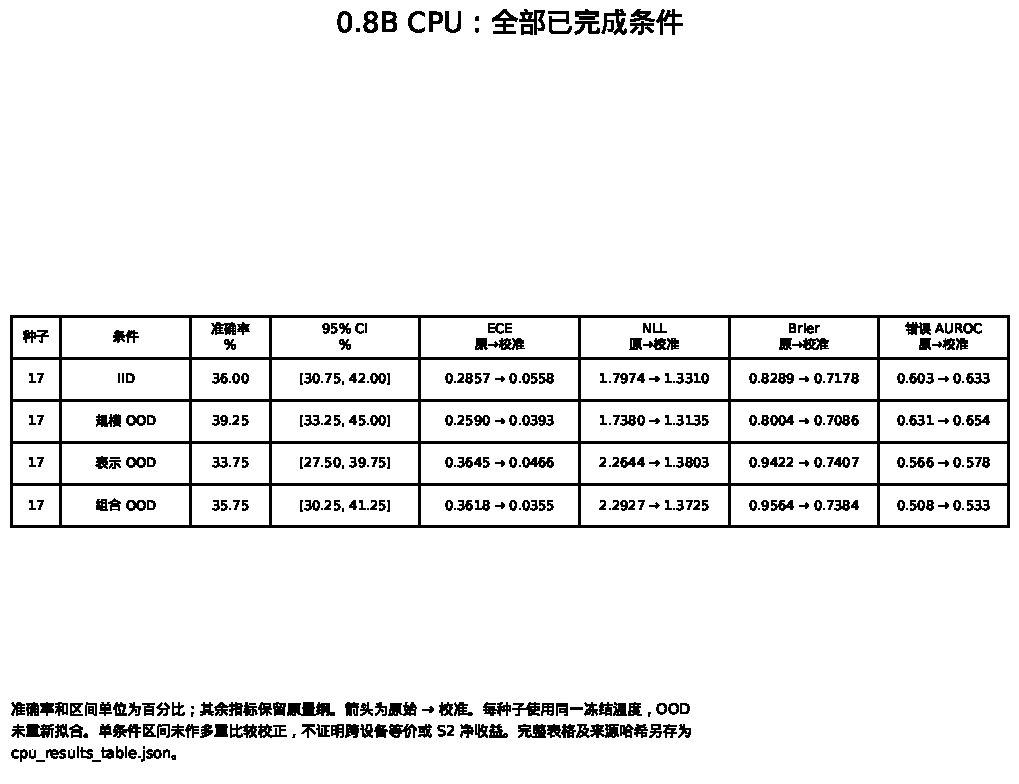 0.8B CPU：全部已完成条件
种子 条件 准确率 % 95% CI % ECE 原→校准 NLL 原→校准 Brier 原→校准 错误 AUROC 原→校准
17 IID 36.00 [30.75, 42.00] 0.2857 → 0.0558 1.7974 → 1.3310 0.8289 → 0.7178 0.603 → 0.633
17 规模 OOD 39.25 [33.25, 45.00] 0.2590 → 0.0393 1.7380 → 1.3135 0.8004 → 0.7086 0.631 → 0.654
17 表示 OOD 33.75 [27.50, 39.75] 0.3645 → 0.0466 2.2644 → 1.3803 0.9422 → 0.7407 0.566 → 0.578
17 组合 OOD 35.75 [30.25, 41.25] 0.3618 → 0.0355 2.2927 → 1.3725 0.9564 → 0.7384 0.508 → 0.533
准确率和区间单位为百分比；其余指标保留原量纲。箭头为原始 → 校准。每种子使用同一冻结温度，OOD
未重新拟合。单条件区间未作多重比较校正，不证明跨设备等价或 S2 净收益。完整表格及来源哈希另存为
cpu_results_table.json。